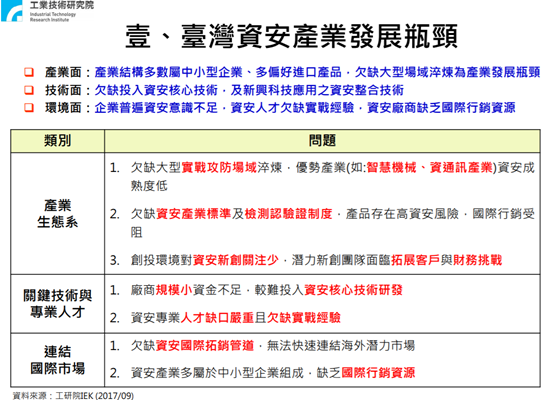 工業技術研究院
Industrial Technology
Research Institute
壹、臺灣資安產業發展瓶頸
產業面：產業結構多數屬中小型企業、多偏好進口產品，欠缺大型場域淬煉為產業發展瓶頸
技術面：欠缺投入資安核心技術，及新興科技應用之資安整合技術
環境面：企業普遍資安意識不足，資安人才欠缺實戰經驗，資安廠商缺乏國際行銷資源
類別 問題
產業
生態系
1. 欠缺大型實戰攻防場域淬煉，優勢產業(如:智慧機械、資通訊產業)資安成
熟度低
2. 欠缺資安產業標準及檢測認驗證制度，產品存在高資安風險，國際行銷受
阻
3. 創投環境對資安新創關注少，潛力新創團隊面臨拓展客戶與財務挑戰
關鍵技術與
專業人才
1. 廠商規模小資金不足，較難投入資安核心技術研發
2. 資安專業人才缺口嚴重且欠缺實戰經驗
連結
國際市場
1. 欠缺資安國際拓銷管道，無法快速連結海外潛力市場
2. 資安產業多屬於中小型企業組成，缺乏國際行銷資源
資料來源：工研院IEK (2017/09)